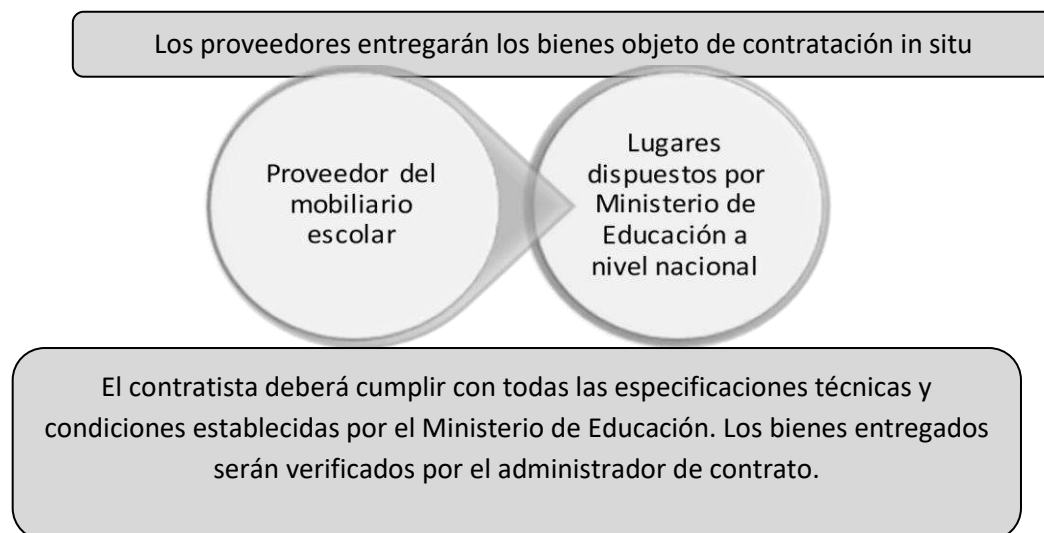 Los proveedores entregarán los bienes objeto de contratación in situ
Proveedor del
mobiliario
escolar
Lugares
dispuestos por
Ministerio de
Educación a
nivel nacional
El contratista deberá cumplir con todas las especificaciones técnicas y
condiciones establecidas por el Ministerio de Educación. Los bienes entregados
serán verificados por el administrador de contrato.